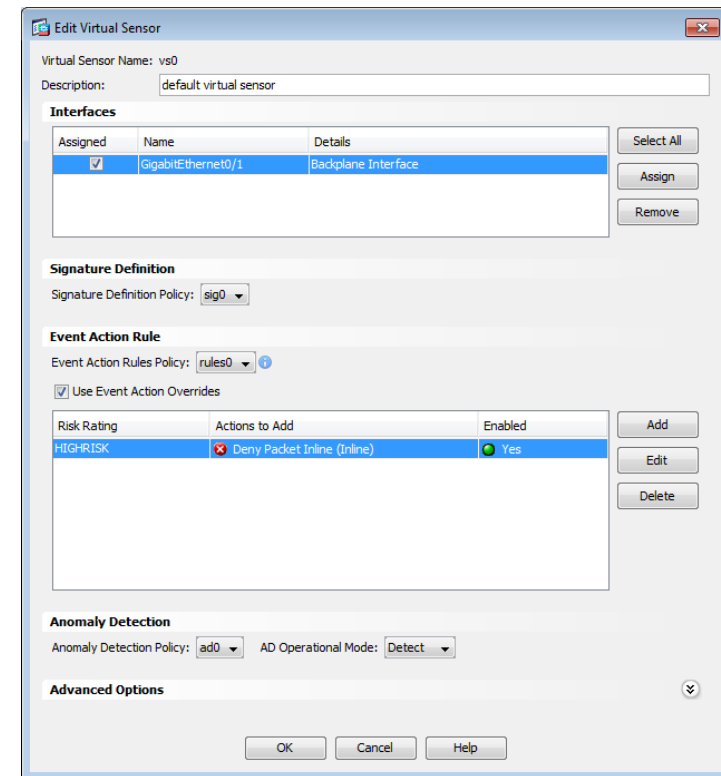 Edit Virtual Sensor
Virtual Sensor Name: vs0
Description: default virtual sensor
Interfaces
Assigned Name Details
GigabitEthernet0/1 Backplane Interface
Select All
Assign
Remove
Signature Definition
Signature Definition Policy: sig0
Event Action Rule
Event Action Rules Policy: rules0
Use Event Action Overrides
Risk Rating Actions to Add Enabled
HIGHRISK Deny Packet Inline (Inline) Yes
Add
Edit
Delete
Anomaly Detection
Anomaly Detection Policy: ad0 AD Operational Mode: Detect
Advanced Options
OK Cancel Help